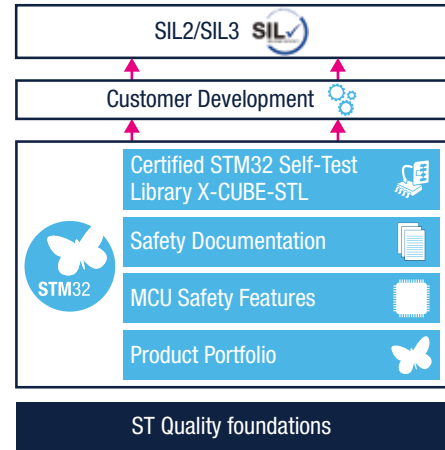 SIL2/SIL3 SIL
Customer Development
Certified STM32 Self-Test
Library X-CUBE-STL
Safety Documentation
STM32
MCU Safety Features
Product Portfolio
ST Quality foundations